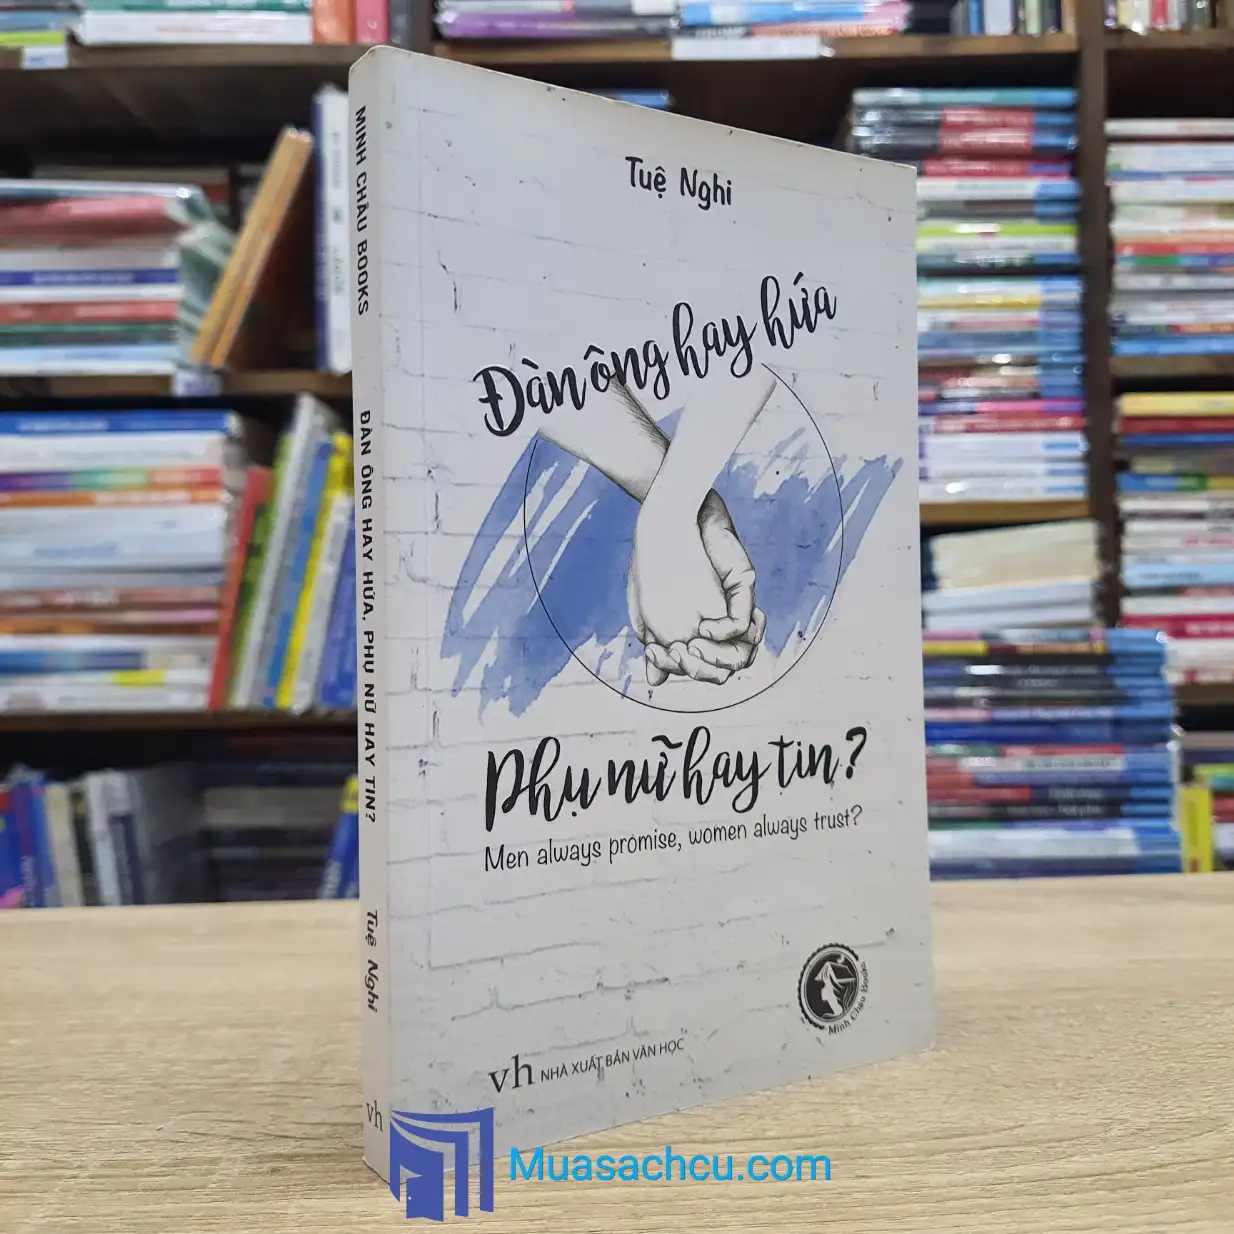 Tuệ Nghi
Đàn ông hay hứa
Phụ nữ hay tin?
Men always promise, women always trust?
Minh Châu Books
vh NHÀ XUẤT BẢN VĂN HỌC
MINH CHÂU BOOKS
ĐÀN ÔNG HAY HỨA, PHỤ NỮ HAY TIN?
Tuệ Nghi
vh
Muasachcu.com